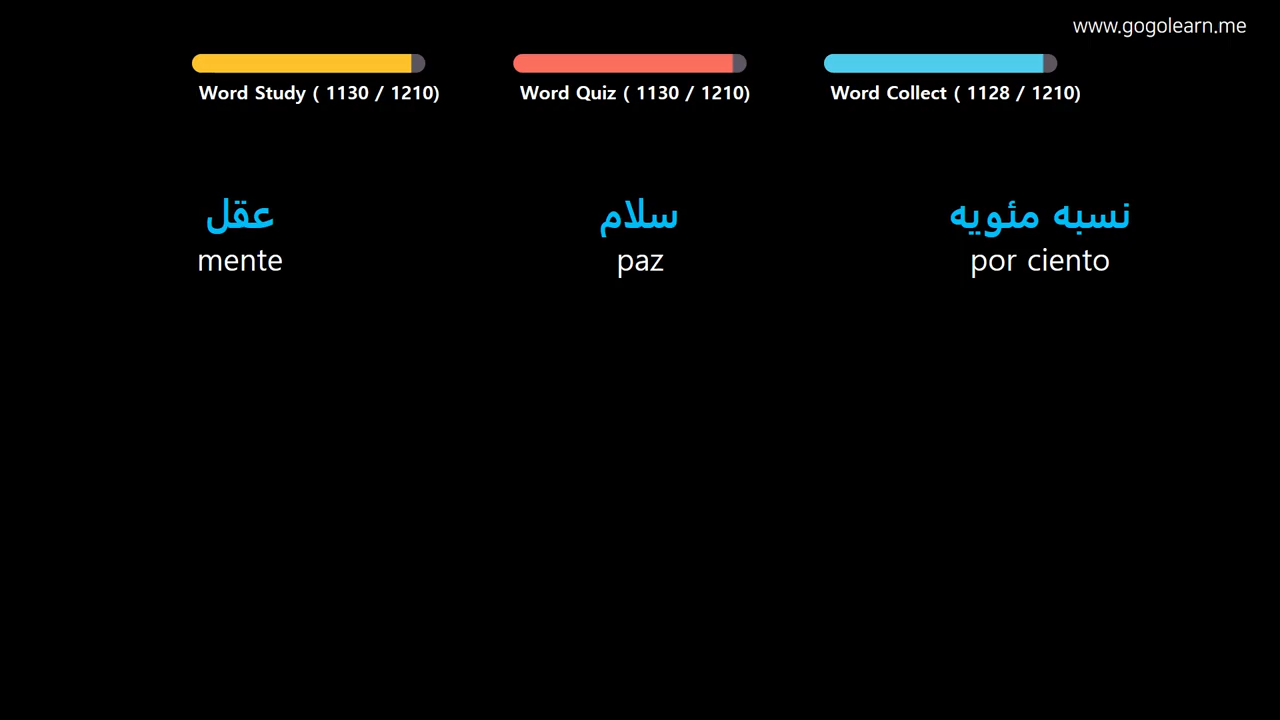 www.gogolearn.me
Word Study ( 1130 / 1210)
Word Quiz ( 1130 / 1210)
Word Collect ( 1128 / 1210)
عقل
mente
سلام
paz
نسبه مئويه
por ciento